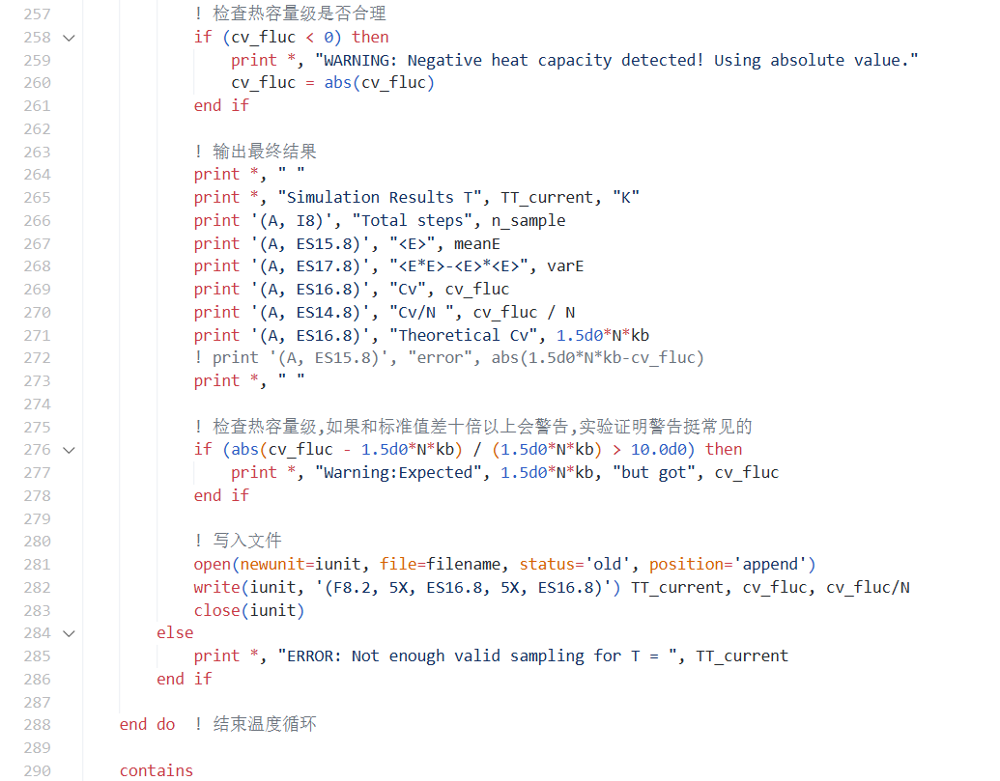 257 ! 检查热容量级是否合理
258 if (cv_fluc < 0) then
259 print *, "WARNING: Negative heat capacity detected! Using absolute value."
260 cv_fluc = abs(cv_fluc)
261 end if
262
263 ! 输出最终结果
264 print *, " "
265 print *, "Simulation Results T", TT_current, "K"
266 print '(A, I8)', "Total steps", n_sample
267 print '(A, ES15.8)', "<E>", meanE
268 print '(A, ES17.8)', "<E*E>-<E>*<E>", varE
269 print '(A, ES16.8)', "Cv", cv_fluc
270 print '(A, ES14.8)', "Cv/N ", cv_fluc / N
271 print '(A, ES16.8)', "Theoretical Cv", 1.5d0*N*kb
272 ! print '(A, ES15.8)', "error", abs(1.5d0*N*kb-cv_fluc)
273 print *, " "
274
275 ! 检查热容量级,如果和标准值差十倍以上会警告,实验证明警告挺常见的
276 if (abs(cv_fluc - 1.5d0*N*kb) / (1.5d0*N*kb) > 10.0d0) then
277 print *, "Warning:Expected", 1.5d0*N*kb, "but got", cv_fluc
278 end if
279
280 ! 写入文件
281 open(newunit=iunit, file=filename, status='old', position='append')
282 write(iunit, '(F8.2, 5X, ES16.8, 5X, ES16.8)') TT_current, cv_fluc, cv_fluc/N
283 close(iunit)
284 else
285 print *, "ERROR: Not enough valid sampling for T = ", TT_current
286 end if
287
288 end do ! 结束温度循环
289
290 contains